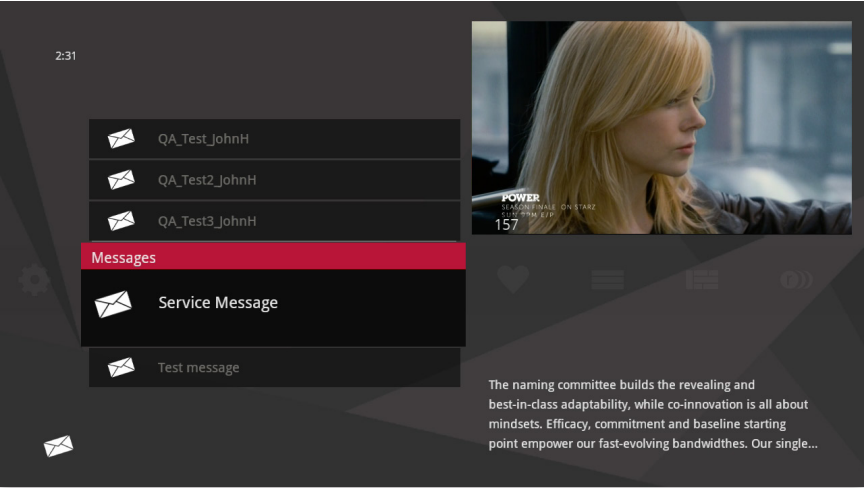 2:31
QA_Test_JohnH
QA_Test2_JohnH
QA_Test3_JohnH
Messages
Service Message
Test message
POWER
SEASON FINALE ON STARZ
SUN 9PM E/P
157
The naming committee builds the revealing and
best-in-class adaptability, while co-innovation is all about
mindsets. Efficacy, commitment and baseline starting
point empower our fast-evolving bandwidthes. Our single...